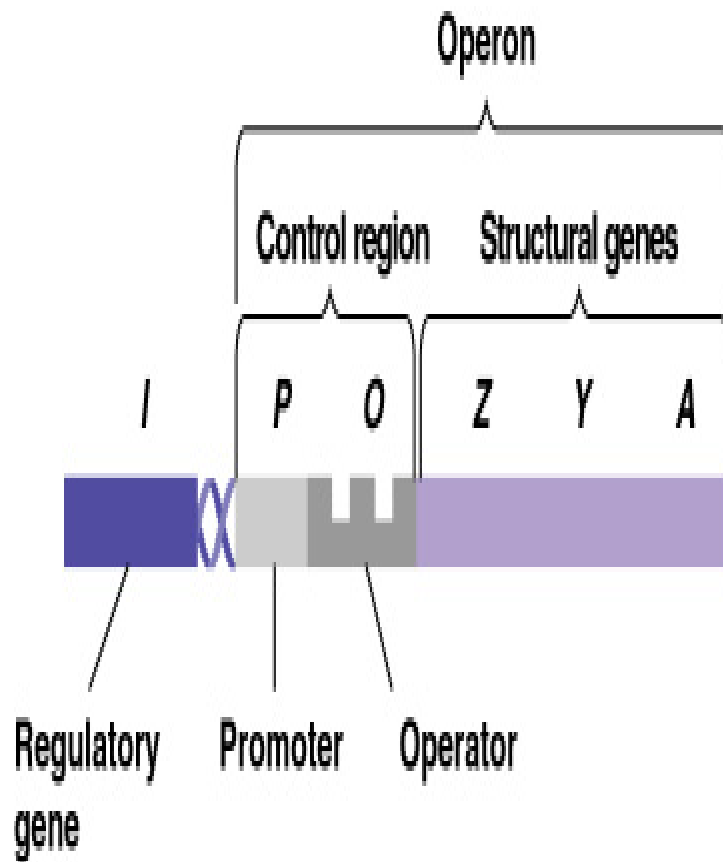 Operon
Control region Structural genes
I P O Z Y A
Regulatory gene Promoter Operator